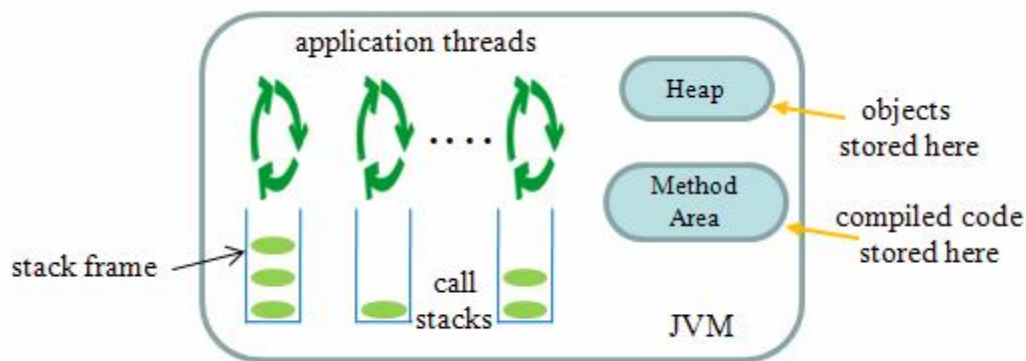 application threads
Heap
objects
stored here
Method
Area
compiled code
stored here
stack frame
call
stacks
JVM